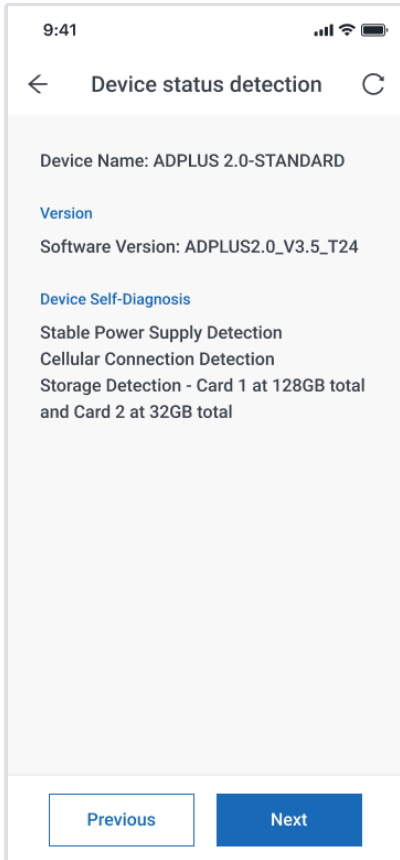 9:41
Device status detection
Device Name: ADPLUS 2.0-STANDARD
Version
Software Version: ADPLUS2.0_V3.5_T24
Device Self-Diagnosis
Stable Power Supply Detection
Cellular Connection Detection
Storage Detection - Card 1 at 128GB total
and Card 2 at 32GB total
Previous
Next